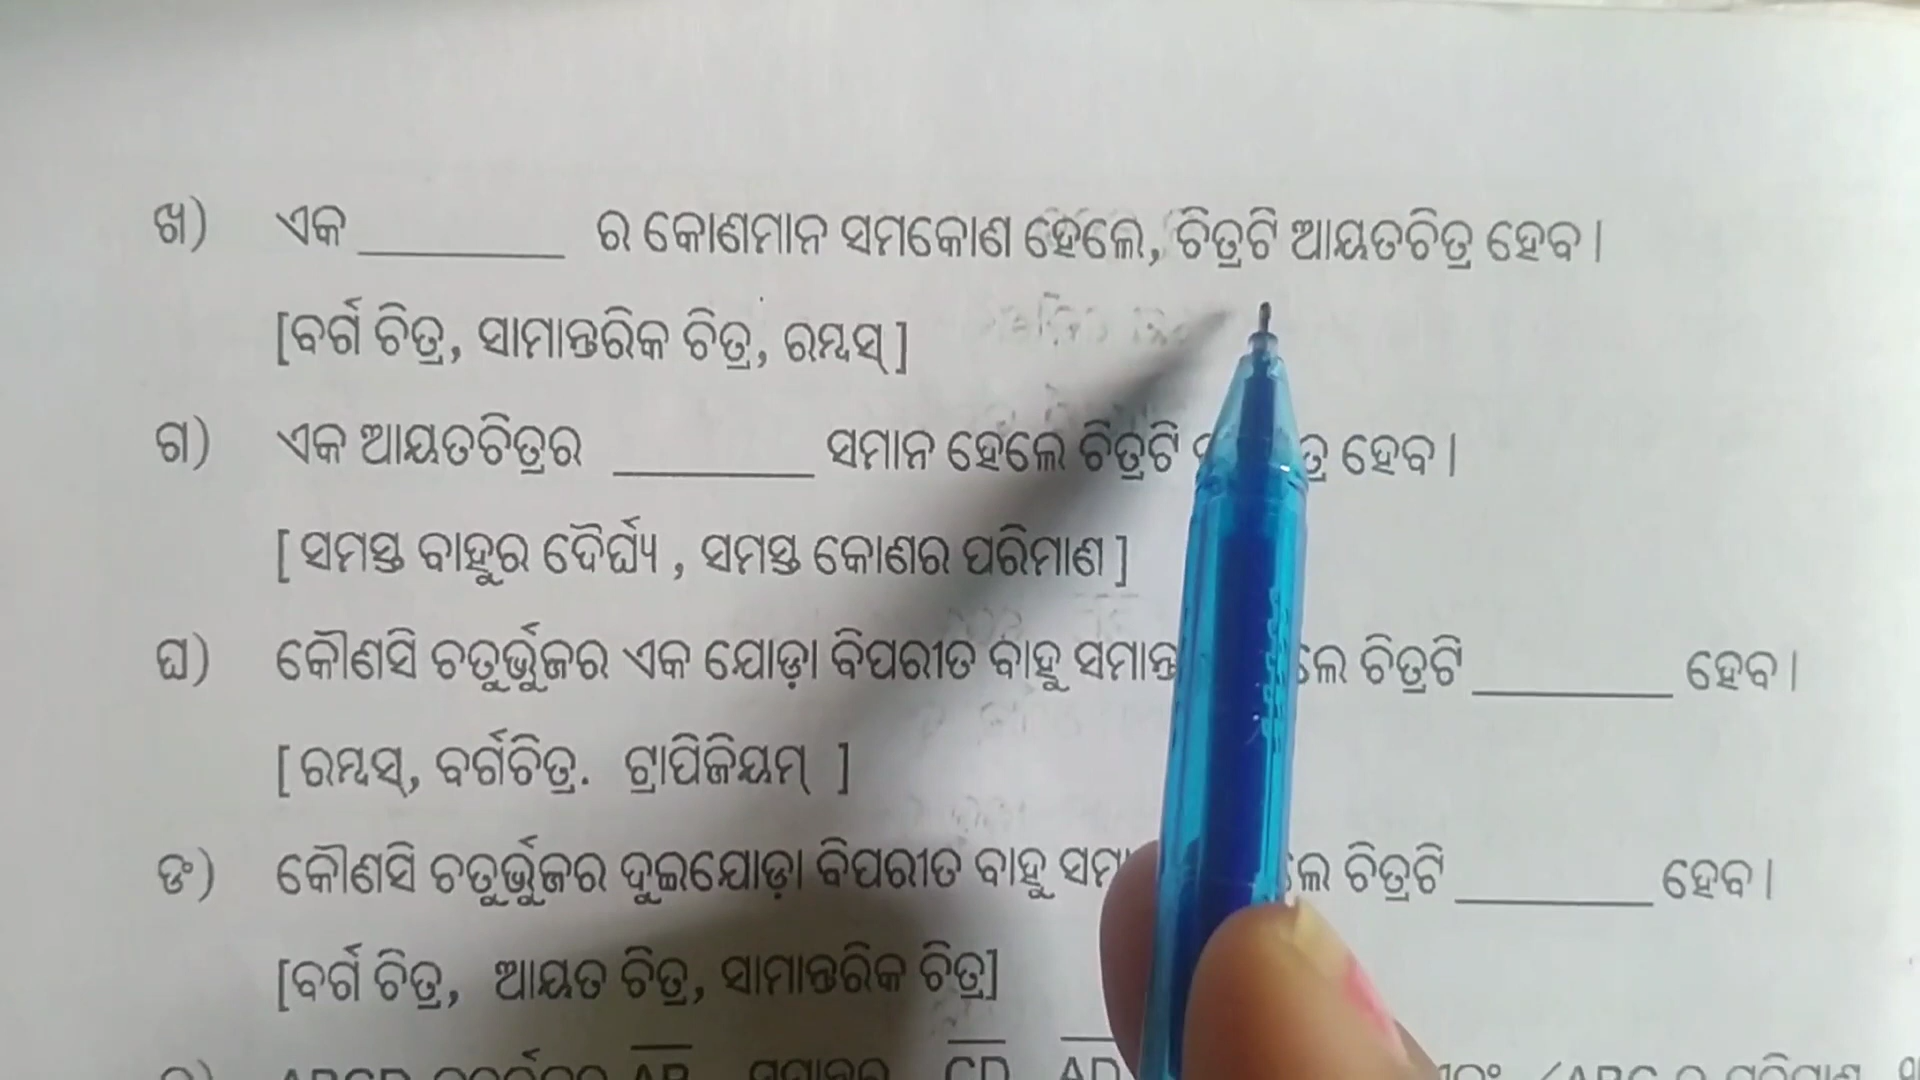 ଖ) ଏକ ________ ର କୋଣମାନ ସମକୋଣ ହେଲେ, ଚିତ୍ରଟି ଆୟତଚିତ୍ର ହେବ।
[ବର୍ଗ ଚିତ୍ର, ସାମାନ୍ତରିକ ଚିତ୍ର, ରମ୍ବସ୍]
ଗ) ଏକ ଆୟତଚିତ୍ରର ________ ସମାନ ହେଲେ ଚିତ୍ରଟି ହେବ।
[ ସମସ୍ତ ବାହୁର ଦୈର୍ଘ୍ୟ , ସମସ୍ତ କୋଣର ପରିମାଣ ]
ଘ) କୌଣସି ଚତୁର୍ଭୁଜର ଏକ ଯୋଡ଼ା ବିପରୀତ ବାହୁ ଚିତ୍ରଟି ________ ହେବ।
[ ରମ୍ବସ୍, ବର୍ଗଚିତ୍ର. ଟ୍ରାପିଜିୟମ୍ ]
ଙ) କୌଣସି ଚତୁର୍ଭୁଜର ଦୁଇଯୋଡ଼ା ବିପରୀତ ବାହୁ ଚିତ୍ରଟି ________ ହେବ।
[ବର୍ଗ ଚିତ୍ର, ଆୟତ ଚିତ୍ର, ସାମାନ୍ତରିକ ଚିତ୍ର]